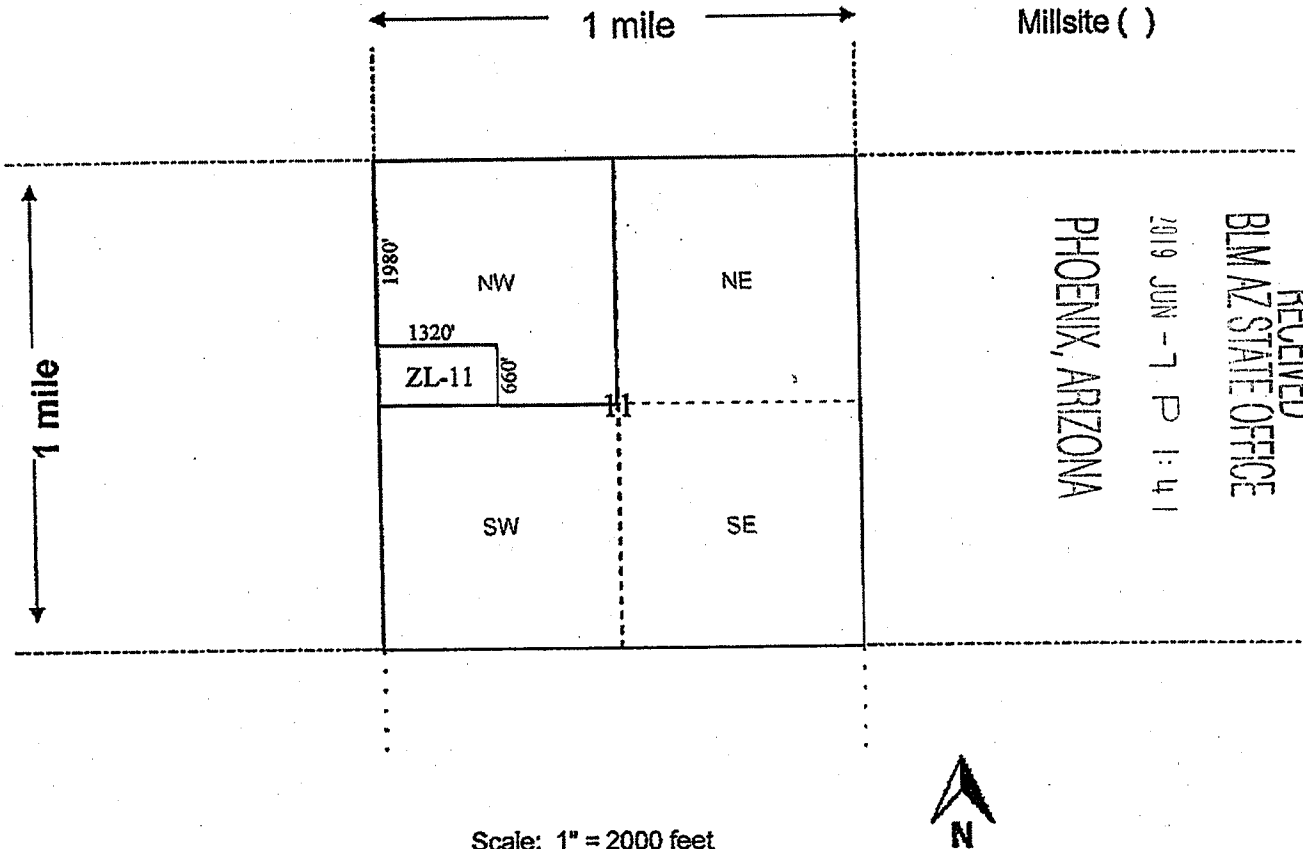 1 mile
Millsite ( )
1 mile
1980'
NW
NE
1320'
ZL-11
660'
11
SW
SE
RECEIVED
BLM AZ STATE OFFICE
2019 JUN -7 P 1:41
PHOENIX, ARIZONA
Scale: 1" = 2000 feet
N